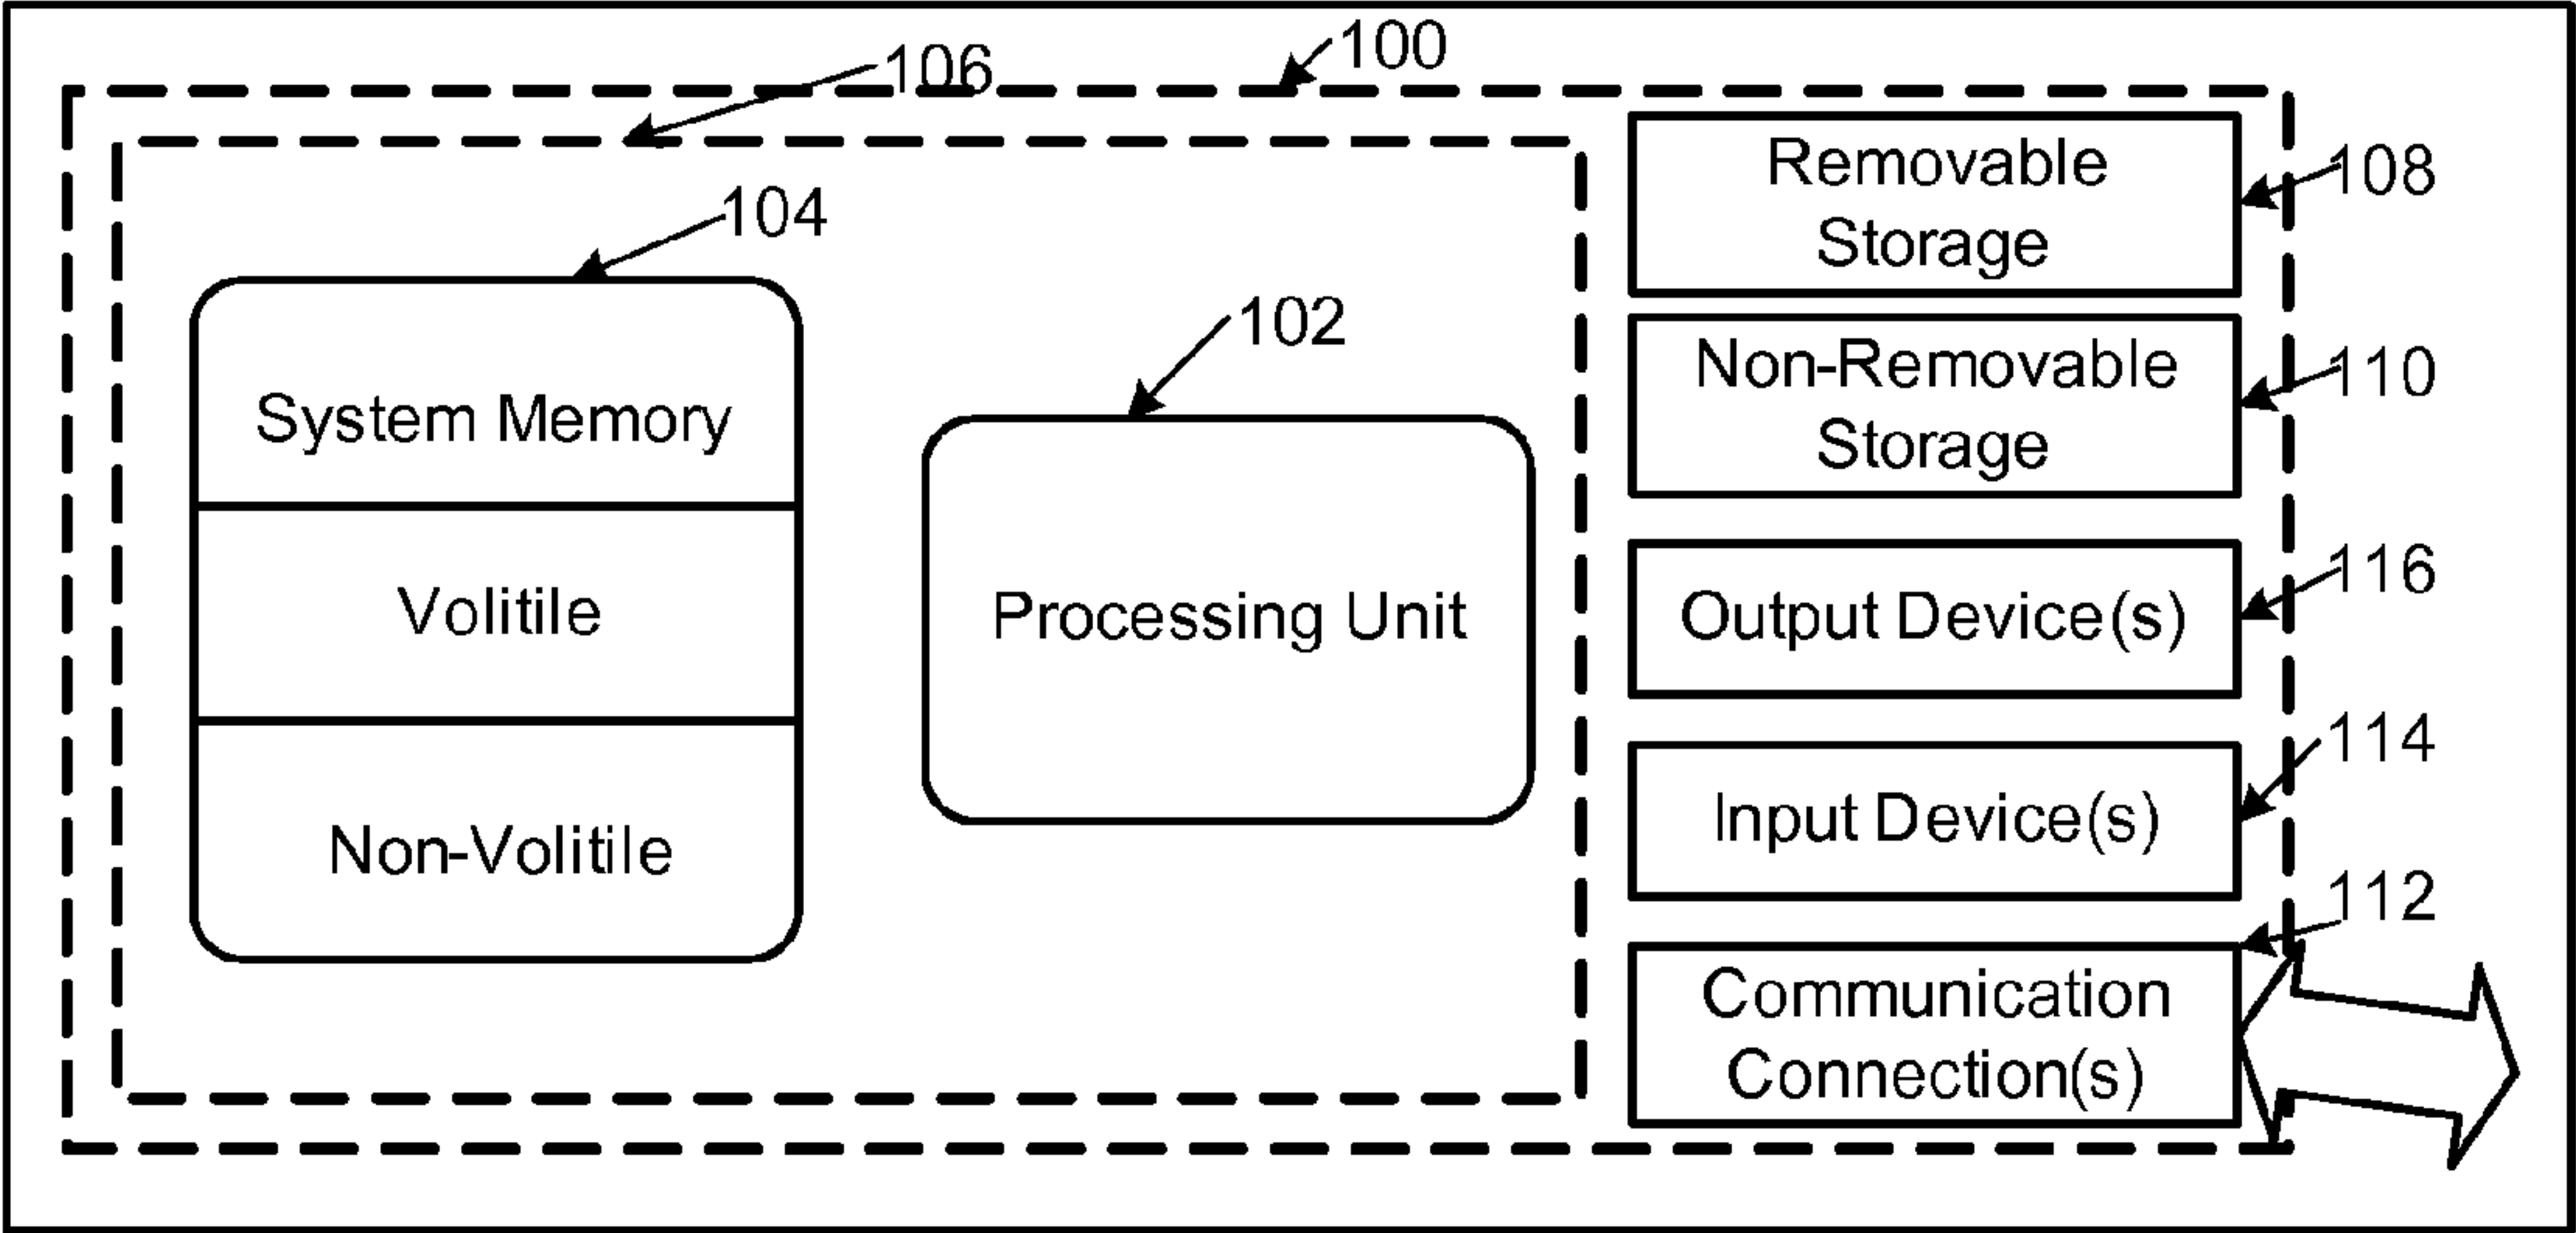 100
106
104
System Memory
Volitile
Non-Volitile
102
Processing Unit
Removable
Storage
108
Non-Removable
Storage
110
Output Device(s)
116
Input Device(s)
114
Communication
Connection(s)
112